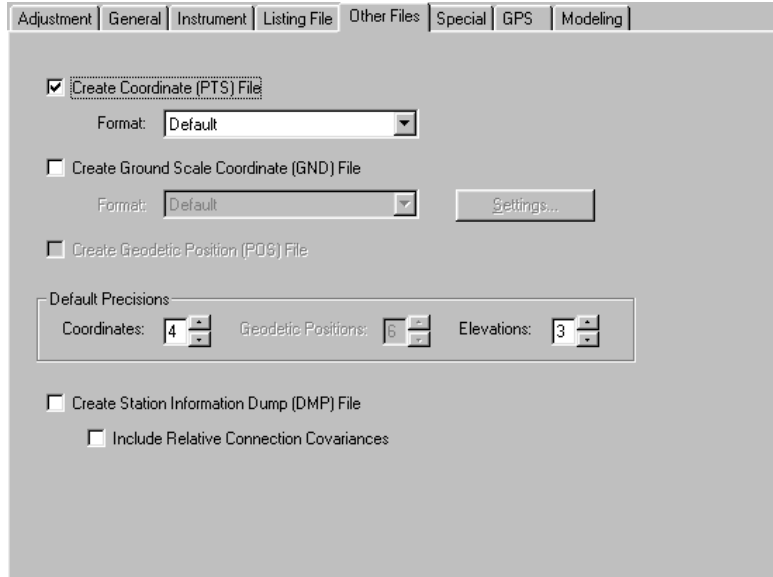 Adjustment General Instrument Listing File Other Files Special GPS Modeling
Create Coordinate (PTS) File
Format: Default
Create Ground Scale Coordinate (GND) File
Format: Default Settings...
Create Geodetic Position (POS) File
Default Precisions
Coordinates: 4 Geodetic Positions: 6 Elevations: 3
Create Station Information Dump (DMP) File
Include Relative Connection Covariances